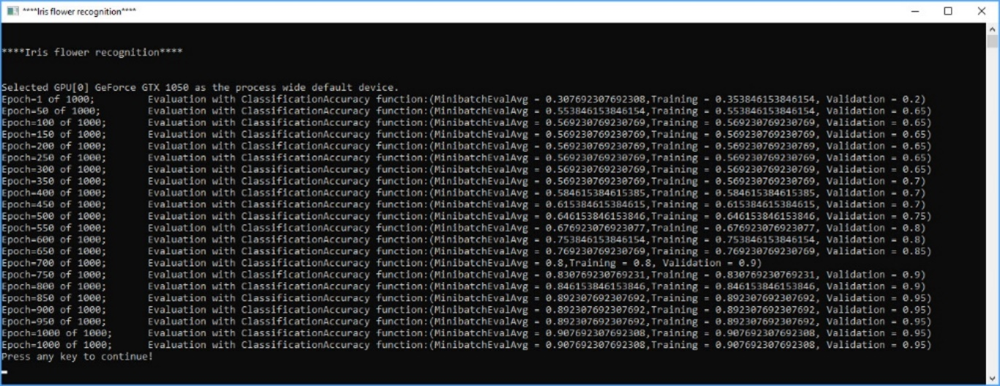 ****Iris flower recognition****
****Iris flower recognition****
Selected GPU[0] GeForce GTX 1050 as the process wide default device.
Epoch=1 of 1000; Evaluation with ClassificationAccuracy function:(MinibatchEvalAvg = 0.307692307692308,Training = 0.353846153846154, Validation = 0.2)
Epoch=50 of 1000; Evaluation with ClassificationAccuracy function:(MinibatchEvalAvg = 0.553846153846154,Training = 0.553846153846154, Validation = 0.65)
Epoch=100 of 1000; Evaluation with ClassificationAccuracy function:(MinibatchEvalAvg = 0.569230769230769,Training = 0.569230769230769, Validation = 0.65)
Epoch=150 of 1000; Evaluation with ClassificationAccuracy function:(MinibatchEvalAvg = 0.569230769230769,Training = 0.569230769230769, Validation = 0.65)
Epoch=200 of 1000; Evaluation with ClassificationAccuracy function:(MinibatchEvalAvg = 0.569230769230769,Training = 0.569230769230769, Validation = 0.65)
Epoch=250 of 1000; Evaluation with ClassificationAccuracy function:(MinibatchEvalAvg = 0.569230769230769,Training = 0.569230769230769, Validation = 0.65)
Epoch=300 of 1000; Evaluation with ClassificationAccuracy function:(MinibatchEvalAvg = 0.569230769230769,Training = 0.569230769230769, Validation = 0.65)
Epoch=350 of 1000; Evaluation with ClassificationAccuracy function:(MinibatchEvalAvg = 0.569230769230769,Training = 0.569230769230769, Validation = 0.7)
Epoch=400 of 1000; Evaluation with ClassificationAccuracy function:(MinibatchEvalAvg = 0.584615384615385,Training = 0.584615384615385, Validation = 0.7)
Epoch=450 of 1000; Evaluation with ClassificationAccuracy function:(MinibatchEvalAvg = 0.615384615384615,Training = 0.615384615384615, Validation = 0.7)
Epoch=500 of 1000; Evaluation with ClassificationAccuracy function:(MinibatchEvalAvg = 0.646153846153846,Training = 0.646153846153846, Validation = 0.75)
Epoch=550 of 1000; Evaluation with ClassificationAccuracy function:(MinibatchEvalAvg = 0.676923076923077,Training = 0.676923076923077, Validation = 0.8)
Epoch=600 of 1000; Evaluation with ClassificationAccuracy function:(MinibatchEvalAvg = 0.753846153846154,Training = 0.753846153846154, Validation = 0.8)
Epoch=650 of 1000; Evaluation with ClassificationAccuracy function:(MinibatchEvalAvg = 0.769230769230769,Training = 0.769230769230769, Validation = 0.85)
Epoch=700 of 1000; Evaluation with ClassificationAccuracy function:(MinibatchEvalAvg = 0.8,Training = 0.8, Validation = 0.9)
Epoch=750 of 1000; Evaluation with ClassificationAccuracy function:(MinibatchEvalAvg = 0.830769230769231,Training = 0.830769230769231, Validation = 0.9)
Epoch=800 of 1000; Evaluation with ClassificationAccuracy function:(MinibatchEvalAvg = 0.846153846153846,Training = 0.846153846153846, Validation = 0.9)
Epoch=850 of 1000; Evaluation with ClassificationAccuracy function:(MinibatchEvalAvg = 0.892307692307692,Training = 0.892307692307692, Validation = 0.95)
Epoch=900 of 1000; Evaluation with ClassificationAccuracy function:(MinibatchEvalAvg = 0.892307692307692,Training = 0.892307692307692, Validation = 0.95)
Epoch=950 of 1000; Evaluation with ClassificationAccuracy function:(MinibatchEvalAvg = 0.892307692307692,Training = 0.892307692307692, Validation = 0.95)
Epoch=1000 of 1000; Evaluation with ClassificationAccuracy function:(MinibatchEvalAvg = 0.907692307692308,Training = 0.907692307692308, Validation = 0.95)
Epoch=1000 of 1000; Evaluation with ClassificationAccuracy function:(MinibatchEvalAvg = 0.907692307692308,Training = 0.907692307692308, Validation = 0.95)
Press any key to continue!